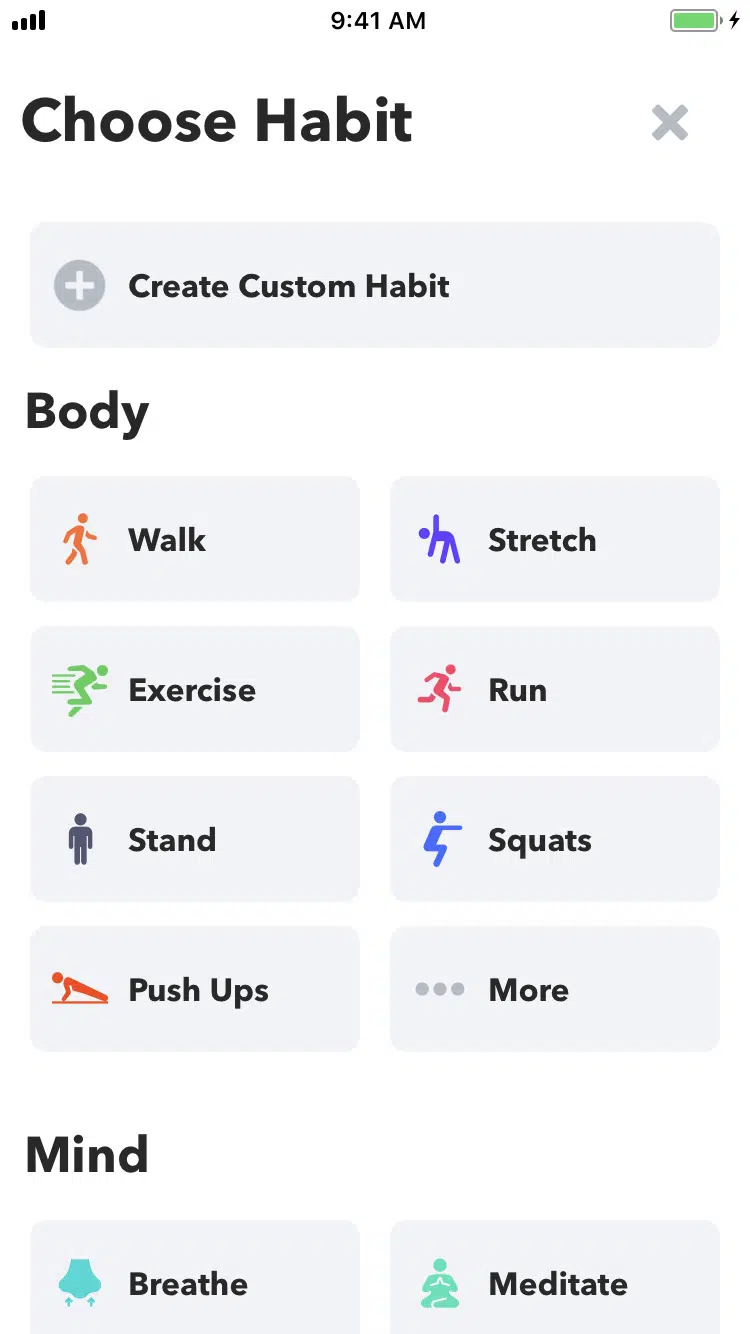 9:41 AM
Choose Habit
Create Custom Habit
Body
Walk
Stretch
Exercise
Run
Stand
Squats
Push Ups
More
Mind
Breathe
Meditate